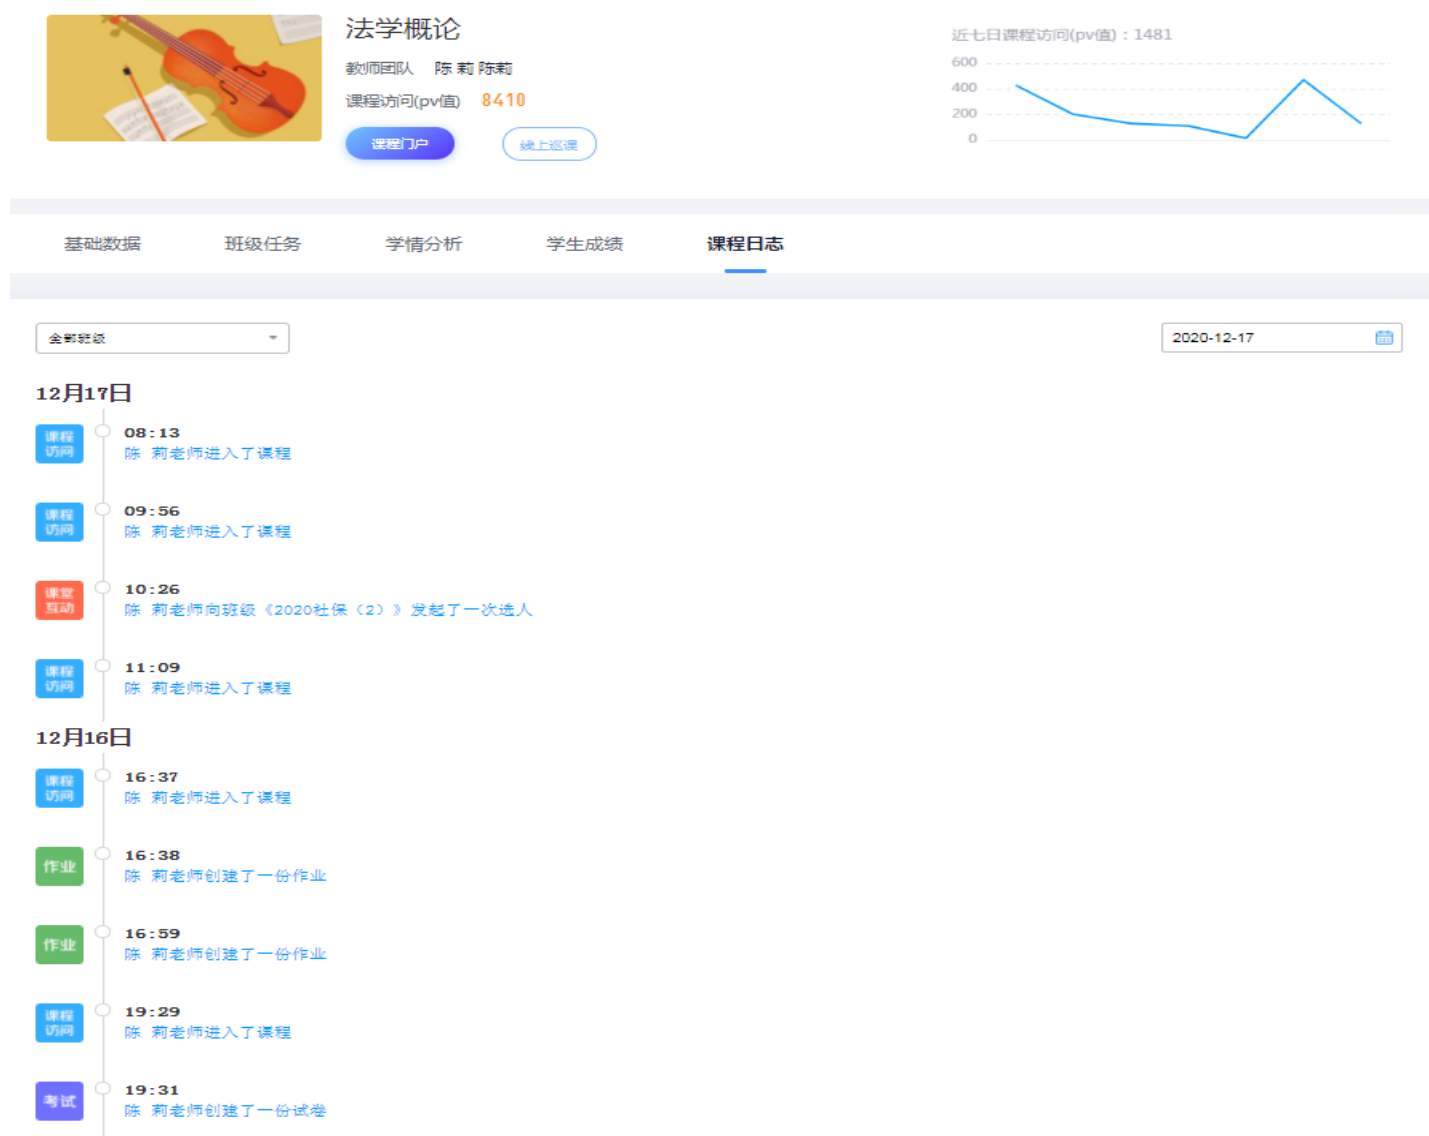 法学概论
教师团队 陈 莉 陈莉
课程访问(pv值) 8410
课程门户 线上巡课
近七日课程访问(pv值)：1481
600
400
200
0
基础数据 班级任务 学情分析 学生成绩 课程日志
全部班级 2020-12-17
12月17日
课程访问 08:13
陈 莉老师进入了课程
课程访问 09:56
陈 莉老师进入了课程
课堂互动 10:26
陈 莉老师向班级《2020社保（2）》发起了一次选人
课程访问 11:09
陈 莉老师进入了课程
12月16日
课程访问 16:37
陈 莉老师进入了课程
作业 16:38
陈 莉老师创建了一份作业
作业 16:59
陈 莉老师创建了一份作业
课程访问 19:29
陈 莉老师进入了课程
考试 19:31
陈 莉老师创建了一份试卷